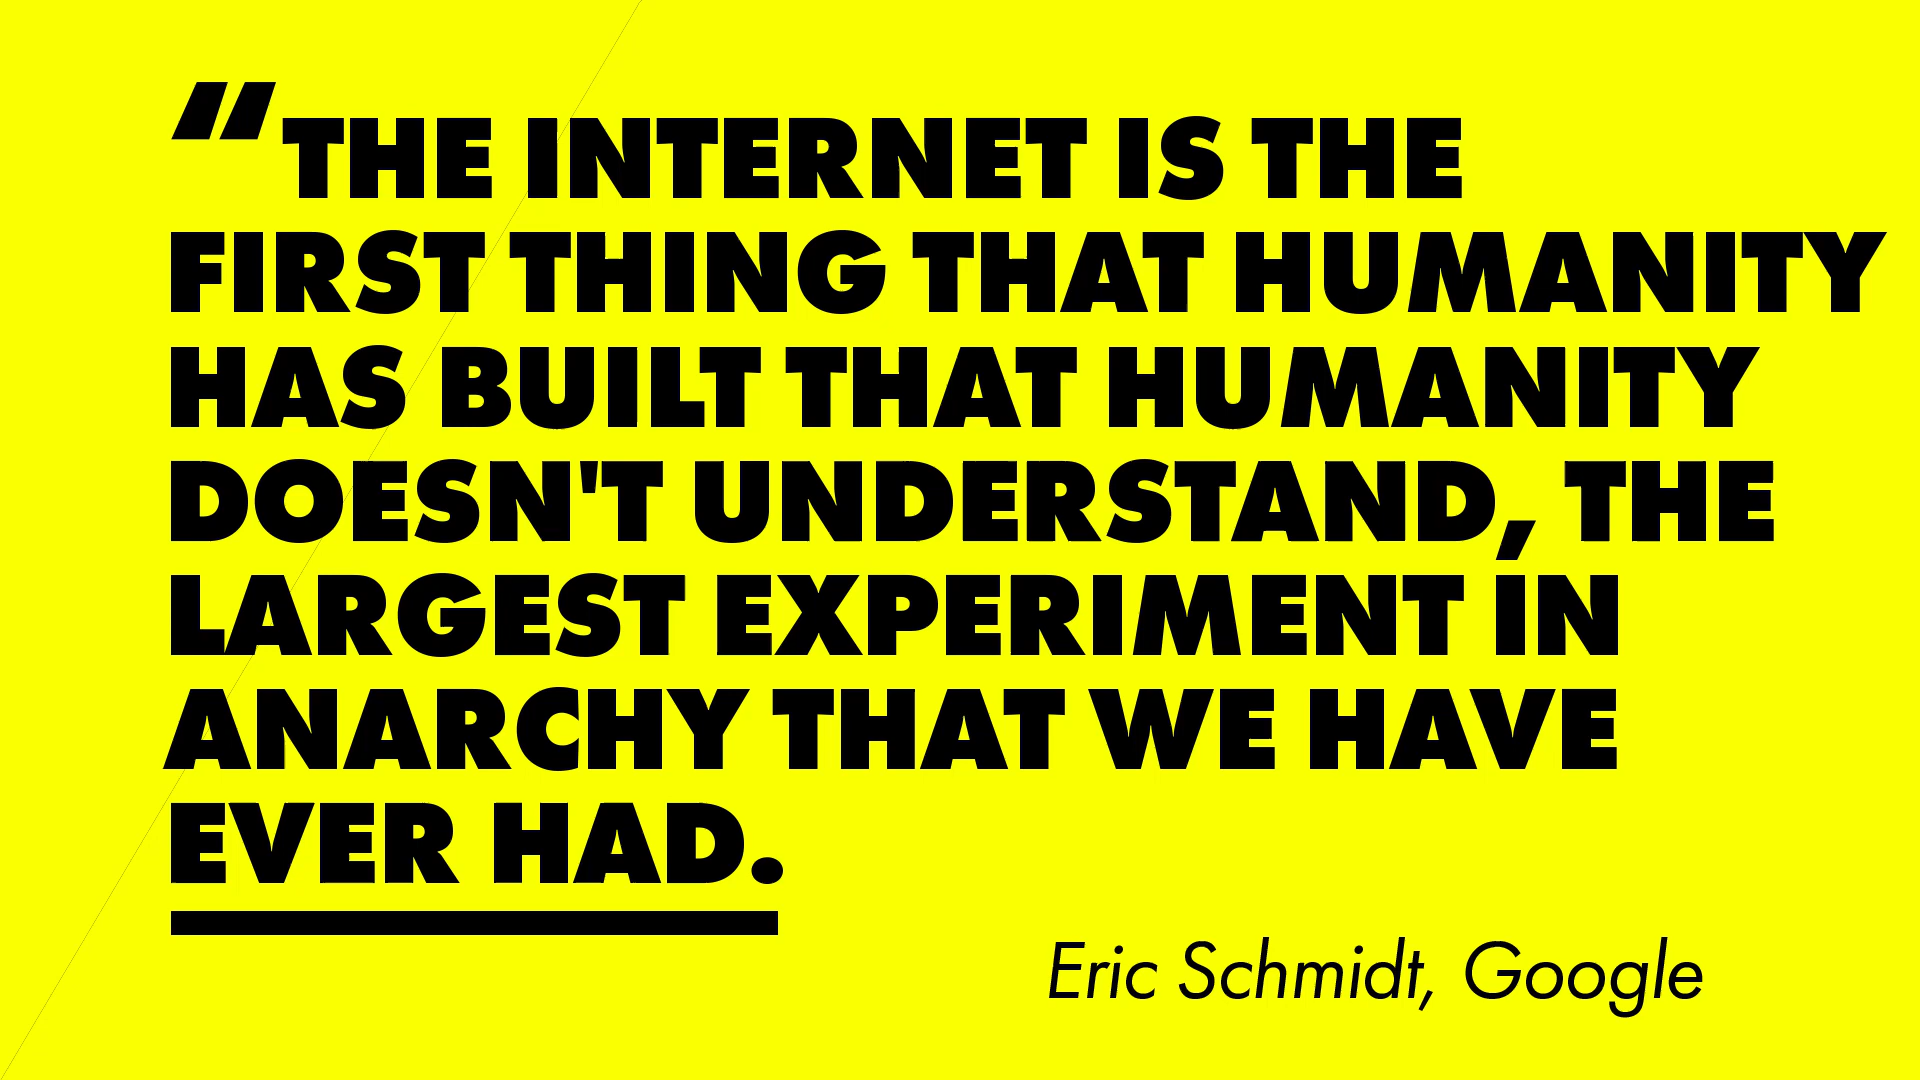 “THE INTERNET IS THE
FIRST THING THAT HUMANITY
HAS BUILT THAT HUMANITY
DOESN'T UNDERSTAND, THE
LARGEST EXPERIMENT IN
ANARCHY THAT WE HAVE
EVER HAD.
Eric Schmidt, Google